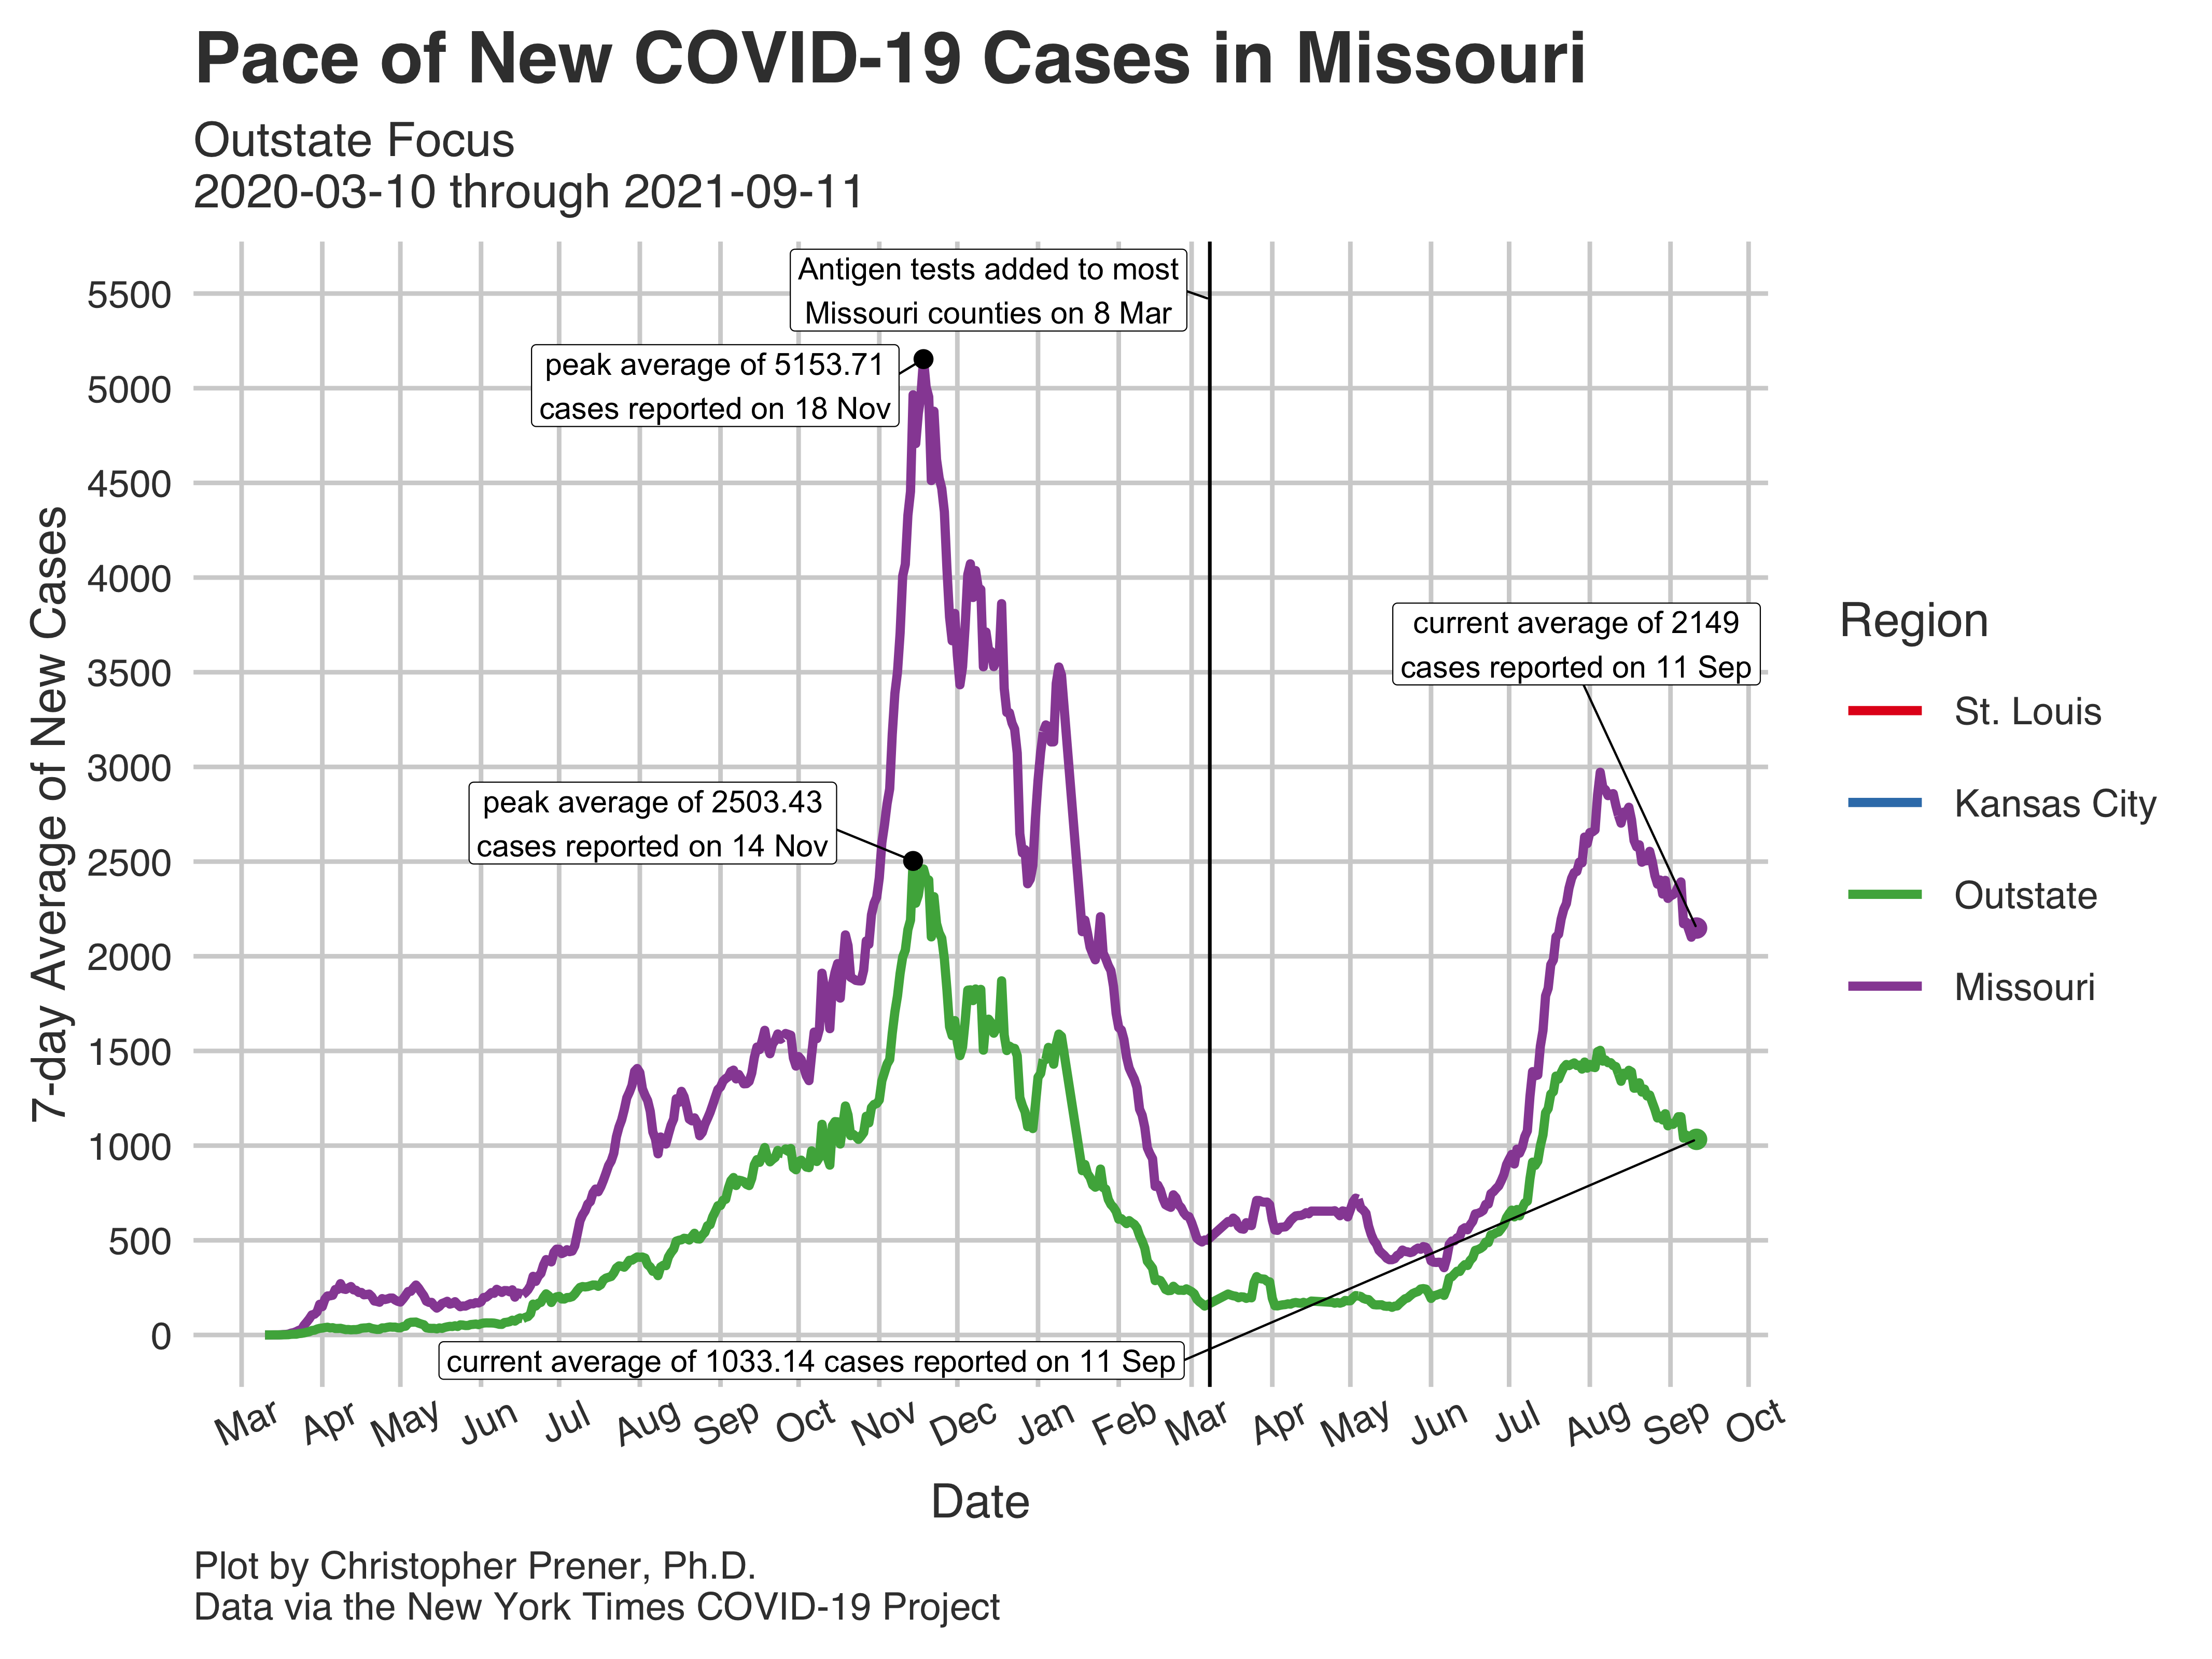 Pace of New COVID-19 Cases in Missouri
Outstate Focus
2020-03-10 through 2021-09-11
Antigen tests added to most
Missouri counties on 8 Mar
peak average of 5153.71
cases reported on 18 Nov
current average of 2149
cases reported on 11 Sep
peak average of 2503.43
cases reported on 14 Nov
current average of 1033.14 cases reported on 11 Sep
7-day Average of New Cases
5500
5000
4500
4000
3500
3000
2500
2000
1500
1000
500
0
Mar Apr May Jun Jul Aug Sep Oct Nov Dec Jan Feb Mar Apr May Jun Jul Aug Sep Oct
Date
Region
St. Louis
Kansas City
Outstate
Missouri
Plot by Christopher Prener, Ph.D.
Data via the New York Times COVID-19 Project